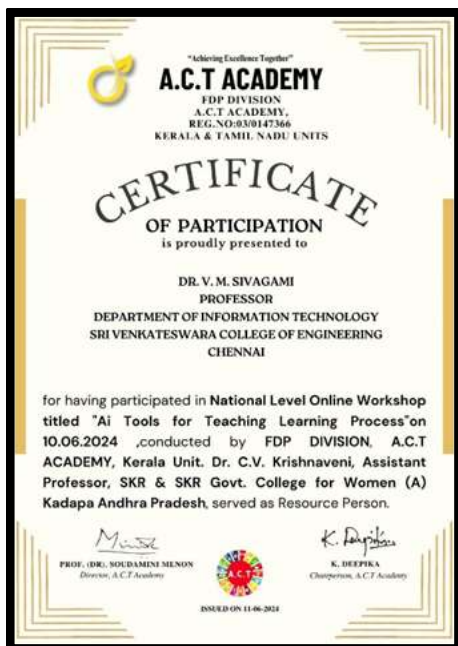 "Achieving Excellence Together"
A.C.T ACADEMY
FDP DIVISION
A.C.T ACADEMY,
REG.NO:03/0147366
KERALA & TAMIL NADU UNITS
CERTIFICATE
OF PARTICIPATION
is proudly presented to
DR. V. M. SIVAGAMI
PROFESSOR
DEPARTMENT OF INFORMATION TECHNOLOGY
SRI VENKATESWARA COLLEGE OF ENGINEERING
CHENNAI
for having participated in National Level Online Workshop
titled "Ai Tools for Teaching Learning Process"on
10.06.2024 ,conducted by FDP DIVISION, A.C.T
ACADEMY, Kerala Unit. Dr. C.V. Krishnaveni, Assistant
Professor, SKR & SKR Govt. College for Women (A)
Kadapa Andhra Pradesh, served as Resource Person.
K. Deepika
PROF. (DR). SOUDAMINI MENON
Director, A.C.T Academy
A.C.T
K. DEEPIKA
Chairperson, A.C.T Academy
ISSUED ON 11-06-2024